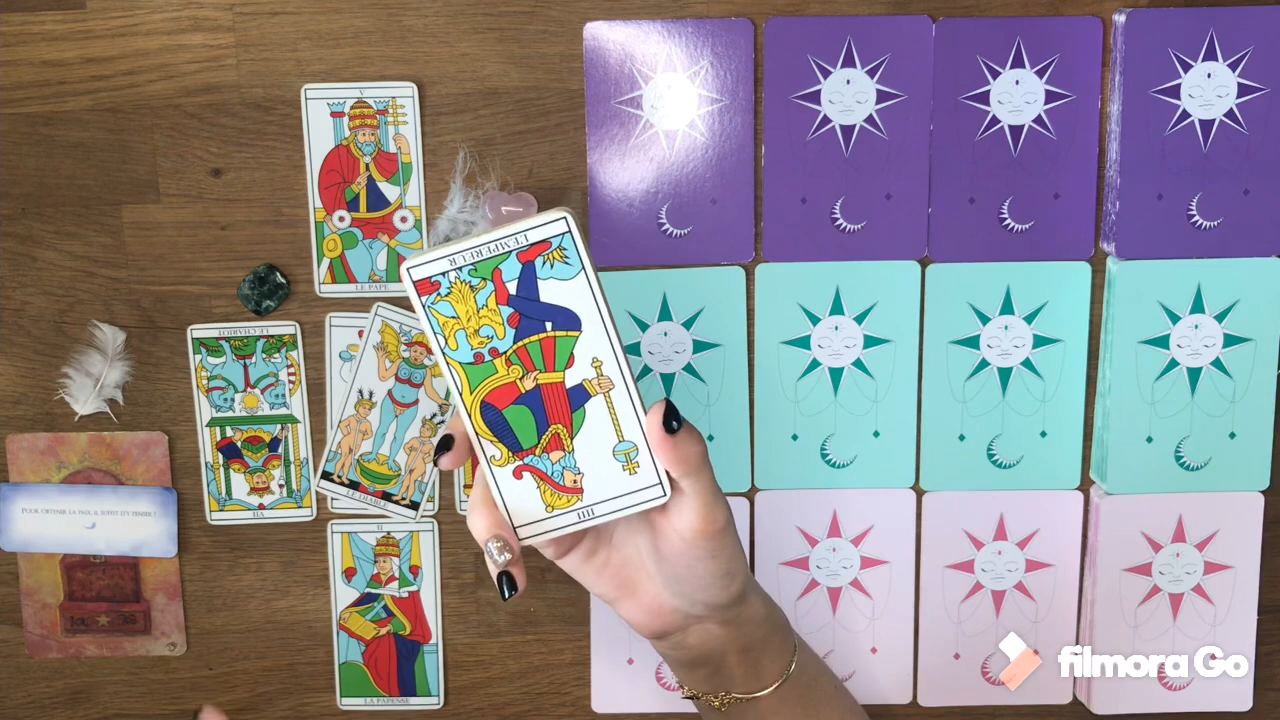 V
LE PAPE
L'EMPEREUR
IIII
LE CHARIOT
VII
LE DIABLE
POUR OBTENIR LA PAIX, IL SUFFIT D'Y PENSER !
II
LA PAPESSE
filmora Go